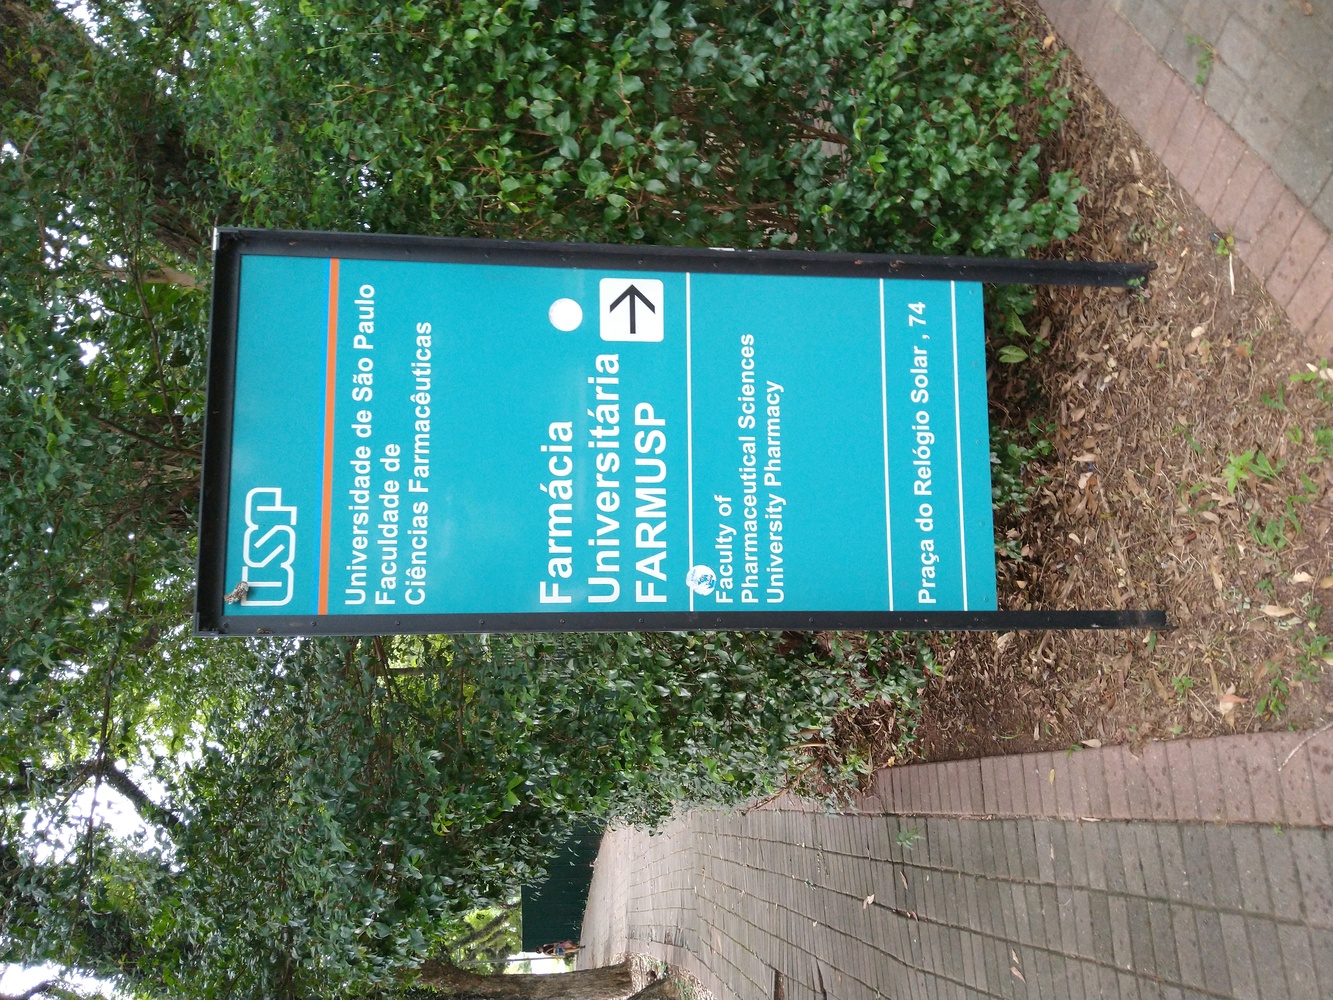 USP
Universidade de São Paulo
Faculdade de
Ciências Farmacêuticas
Farmácia
Universitária
FARMUSP
Faculty of
Pharmaceutical Sciences
University Pharmacy
Praça do Relógio Solar , 74